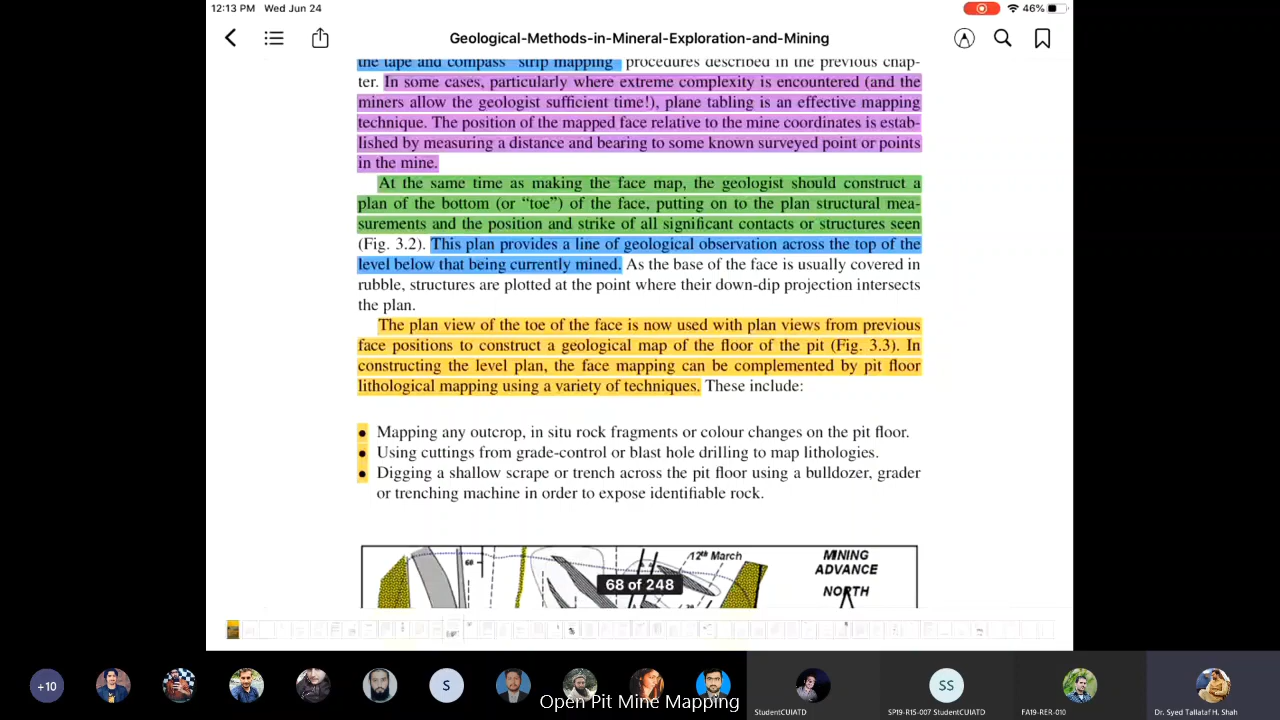 12:13 PM Wed Jun 24
46%
Geological-Methods-in-Mineral-Exploration-and-Mining
the tape and compass "strip mapping" procedures described in the previous chap-
ter. In some cases, particularly where extreme complexity is encountered (and the
miners allow the geologist sufficient time!), plane tabling is an effective mapping
technique. The position of the mapped face relative to the mine coordinates is estab-
lished by measuring a distance and bearing to some known surveyed point or points
in the mine.
At the same time as making the face map, the geologist should construct a
plan of the bottom (or “toe”) of the face, putting on to the plan structural mea-
surements and the position and strike of all significant contacts or structures seen
(Fig. 3.2). This plan provides a line of geological observation across the top of the
level below that being currently mined. As the base of the face is usually covered in
rubble, structures are plotted at the point where their down-dip projection intersects
the plan.
The plan view of the toe of the face is now used with plan views from previous
face positions to construct a geological map of the floor of the pit (Fig. 3.3). In
constructing the level plan, the face mapping can be complemented by pit floor
lithological mapping using a variety of techniques. These include:
• Mapping any outcrop, in situ rock fragments or colour changes on the pit floor.
• Using cuttings from grade-control or blast hole drilling to map lithologies.
• Digging a shallow scrape or trench across the pit floor using a bulldozer, grader
or trenching machine in order to expose identifiable rock.
60
12th March
MINING
ADVANCE
NORTH
68 of 248
+10
S
SS
Open Pit Mine Mapping
StudentCUIATD
SP19-R15-007 StudentCUIATD
FA19-RER-010
Dr. Syed Tallataf H. Shah